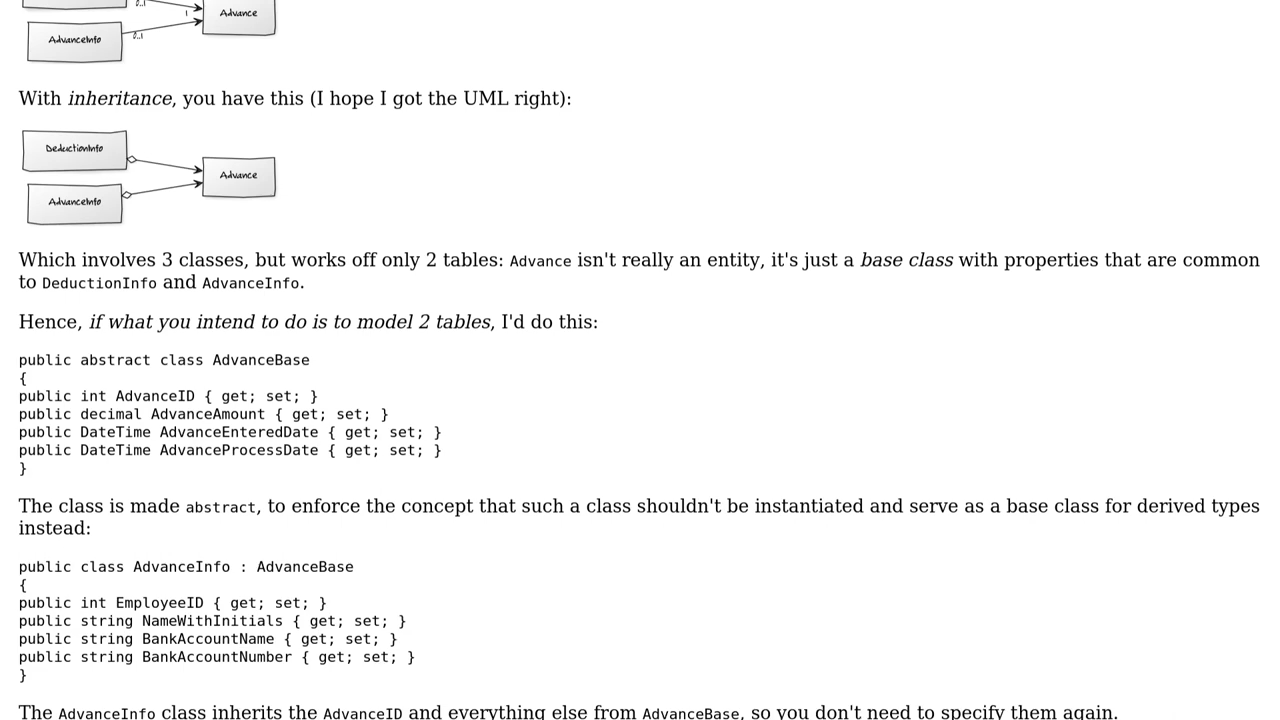 0..1
1
Advance
AdvanceInfo
0..1
With inheritance, you have this (I hope I got the UML right):
DeductionInfo
Advance
AdvanceInfo
Which involves 3 classes, but works off only 2 tables: Advance isn't really an entity, it's just a base class with properties that are common
to DeductionInfo and AdvanceInfo.
Hence, if what you intend to do is to model 2 tables, I'd do this:
public abstract class AdvanceBase
{
public int AdvanceID { get; set; }
public decimal AdvanceAmount { get; set; }
public DateTime AdvanceEnteredDate { get; set; }
public DateTime AdvanceProcessDate { get; set; }
}
The class is made abstract, to enforce the concept that such a class shouldn't be instantiated and serve as a base class for derived types
instead:
public class AdvanceInfo : AdvanceBase
{
public int EmployeeID { get; set; }
public string NameWithInitials { get; set; }
public string BankAccountName { get; set; }
public string BankAccountNumber { get; set; }
}
The AdvanceInfo class inherits the AdvanceID and everything else from AdvanceBase, so you don't need to specify them again.